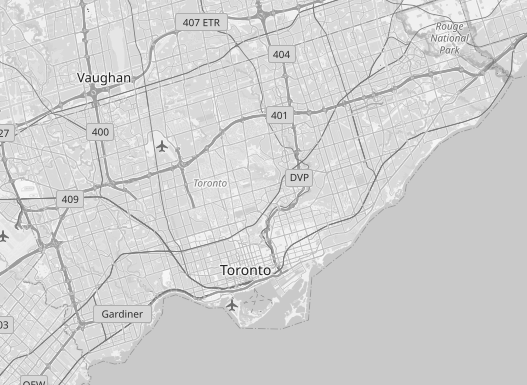 407 ETR
Rouge
National
Park
404
Vaughan
401
27
400
DVP
Toronto
409
Toronto
Gardiner
03
QEW